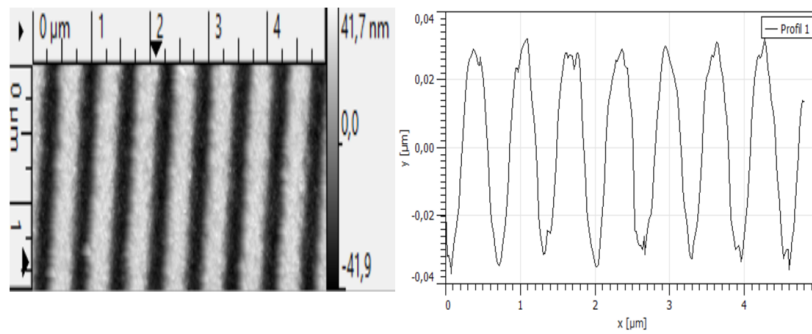 0 µm 1 2 3 4
41,7 nm
0,0
-41,9
0 µm
1
0,04
0,02
0,00
-0,02
-0,04
y [µm]
Profil 1
0 1 2 3 4
x [µm]